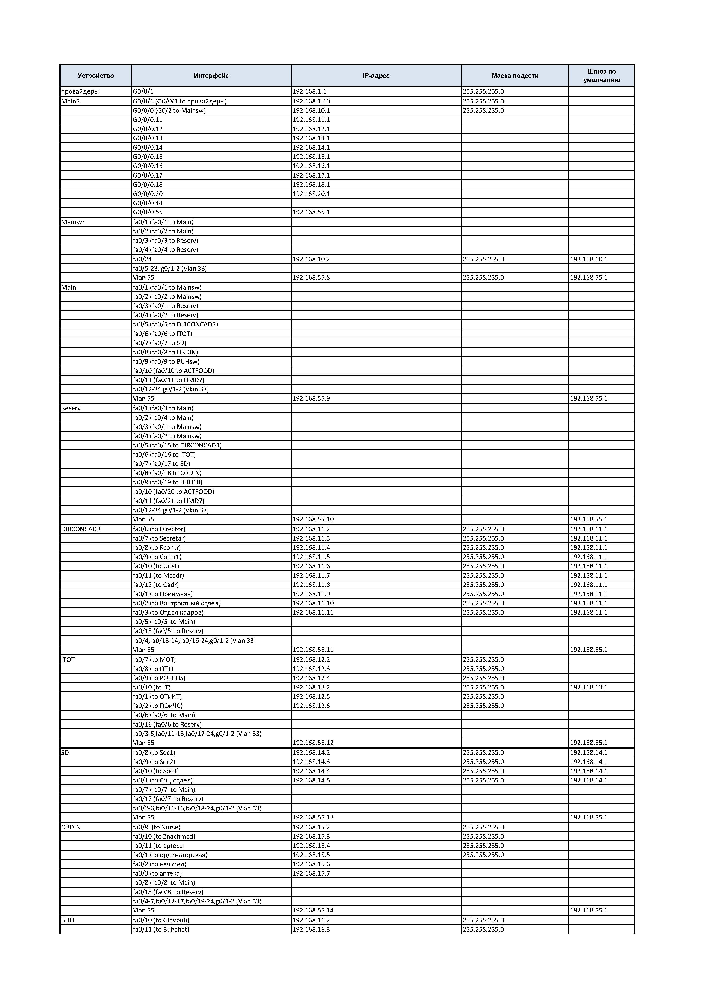 Устройство Интерфейс IP-адрес Маска подсети Шлюз по умолчанию
провайдеры G0/0/1 192.168.1.1 255.255.255.0
MainR G0/0/1 (G0/0/1 to провайдеры) 192.168.1.10 255.255.255.0
G0/0/0 (G0/2 to Mainsw) 192.168.10.1 255.255.255.0
G0/0/0.11 192.168.11.1
G0/0/0.12 192.168.12.1
G0/0/0.13 192.168.13.1
G0/0/0.14 192.168.14.1
G0/0/0.15 192.168.15.1
G0/0/0.16 192.168.16.1
G0/0/0.17 192.168.17.1
G0/0/0.18 192.168.18.1
G0/0/0.20 192.168.20.1
G0/0/0.44
G0/0/0.55 192.168.55.1
Mainsw fa0/1 (fa0/1 to Main)
fa0/2 (fa0/2 to Main)
fa0/3 (fa0/3 to Reserv)
fa0/4 (fa0/4 to Reserv)
fa0/24 192.168.10.2 255.255.255.0 192.168.10.1
fa0/5-23, g0/1-2 (Vlan 33) -
Vlan 55 192.168.55.8 255.255.255.0 192.168.55.1
Main fa0/1 (fa0/1 to Mainsw)
fa0/2 (fa0/2 to Mainsw)
fa0/3 (fa0/1 to Reserv)
fa0/4 (fa0/2 to Reserv)
fa0/5 (fa0/5 to DIRCONCADR)
fa0/6 (fa0/6 to ITOT)
fa0/7 (fa0/7 to SD)
fa0/8 (fa0/8 to ORDIN)
fa0/9 (fa0/9 to BUHsw)
fa0/10 (fa0/10 to ACTFOOD)
fa0/11 (fa0/11 to HMD7)
fa0/12-24,g0/1-2 (Vlan 33)
Vlan 55 192.168.55.9 192.168.55.1
Reserv fa0/1 (fa0/3 to Main)
fa0/2 (fa0/4 to Main)
fa0/3 (fa0/1 to Mainsw)
fa0/4 (fa0/2 to Mainsw)
fa0/5 (fa0/15 to DIRCONCADR)
fa0/6 (fa0/16 to ITOT)
fa0/7 (fa0/17 to SD)
fa0/8 (fa0/18 to ORDIN)
fa0/9 (fa0/19 to BUH18)
fa0/10 (fa0/20 to ACTFOOD)
fa0/11 (fa0/21 to HMD7)
fa0/12-24,g0/1-2 (Vlan 33)
Vlan 55 192.168.55.10 192.168.55.1
DIRCONCADR fa0/6 (to Director) 192.168.11.2 255.255.255.0 192.168.11.1
fa0/7 (to Secretar) 192.168.11.3 255.255.255.0 192.168.11.1
fa0/8 (to Rcontr) 192.168.11.4 255.255.255.0 192.168.11.1
fa0/9 (to Contr1) 192.168.11.5 255.255.255.0 192.168.11.1
fa0/10 (to Urist) 192.168.11.6 255.255.255.0 192.168.11.1
fa0/11 (to Mcadr) 192.168.11.7 255.255.255.0 192.168.11.1
fa0/12 (to Cadr) 192.168.11.8 255.255.255.0 192.168.11.1
fa0/1 (to Приемная) 192.168.11.9 255.255.255.0 192.168.11.1
fa0/2 (to Контрактный отдел) 192.168.11.10 255.255.255.0 192.168.11.1
fa0/3 (to Отдел кадров) 192.168.11.11 255.255.255.0 192.168.11.1
fa0/5 (fa0/5 to Main)
fa0/15 (fa0/5 to Reserv)
fa0/4,fa0/13-14,fa0/16-24,g0/1-2 (Vlan 33)
Vlan 55 192.168.55.11 192.168.55.1
ITOT fa0/7 (to MOT) 192.168.12.2 255.255.255.0
fa0/8 (to OT1) 192.168.12.3 255.255.255.0
fa0/9 (to POuCHS) 192.168.12.4 255.255.255.0
fa0/10 (to IT) 192.168.13.2 255.255.255.0 192.168.13.1
fa0/1 (to ОТиИТ) 192.168.12.5 255.255.255.0
fa0/2 (to ПОиЧС) 192.168.12.6 255.255.255.0
fa0/6 (fa0/6 to Main)
fa0/16 (fa0/6 to Reserv)
fa0/3-5,fa0/11-15,fa0/17-24,g0/1-2 (Vlan 33)
Vlan 55 192.168.55.12 192.168.55.1
SD fa0/8 (to Soc1) 192.168.14.2 255.255.255.0 192.168.14.1
fa0/9 (to Soc2) 192.168.14.3 255.255.255.0 192.168.14.1
fa0/10 (to Soc3) 192.168.14.4 255.255.255.0 192.168.14.1
fa0/1 (to Соц.отдел) 192.168.14.5 255.255.255.0 192.168.14.1
fa0/7 (fa0/7 to Main)
fa0/17 (fa0/7 to Reserv)
fa0/2-6,fa0/11-16,fa0/18-24,g0/1-2 (Vlan 33)
Vlan 55 192.168.55.13 192.168.55.1
ORDIN fa0/9 (to Nurse) 192.168.15.2 255.255.255.0
fa0/10 (to Znachmed) 192.168.15.3 255.255.255.0
fa0/11 (to apteca) 192.168.15.4 255.255.255.0
fa0/1 (to ординаторская) 192.168.15.5 255.255.255.0
fa0/2 (to нач.мед) 192.168.15.6
fa0/3 (to аптека) 192.168.15.7
fa0/8 (fa0/8 to Main)
fa0/18 (fa0/8 to Reserv)
fa0/4-7,fa0/12-17,fa0/19-24,g0/1-2 (Vlan 33)
Vlan 55 192.168.55.14 192.168.55.1
BUH fa0/10 (to Glavbuh) 192.168.16.2 255.255.255.0
fa0/11 (to Buhchet) 192.168.16.3 255.255.255.0